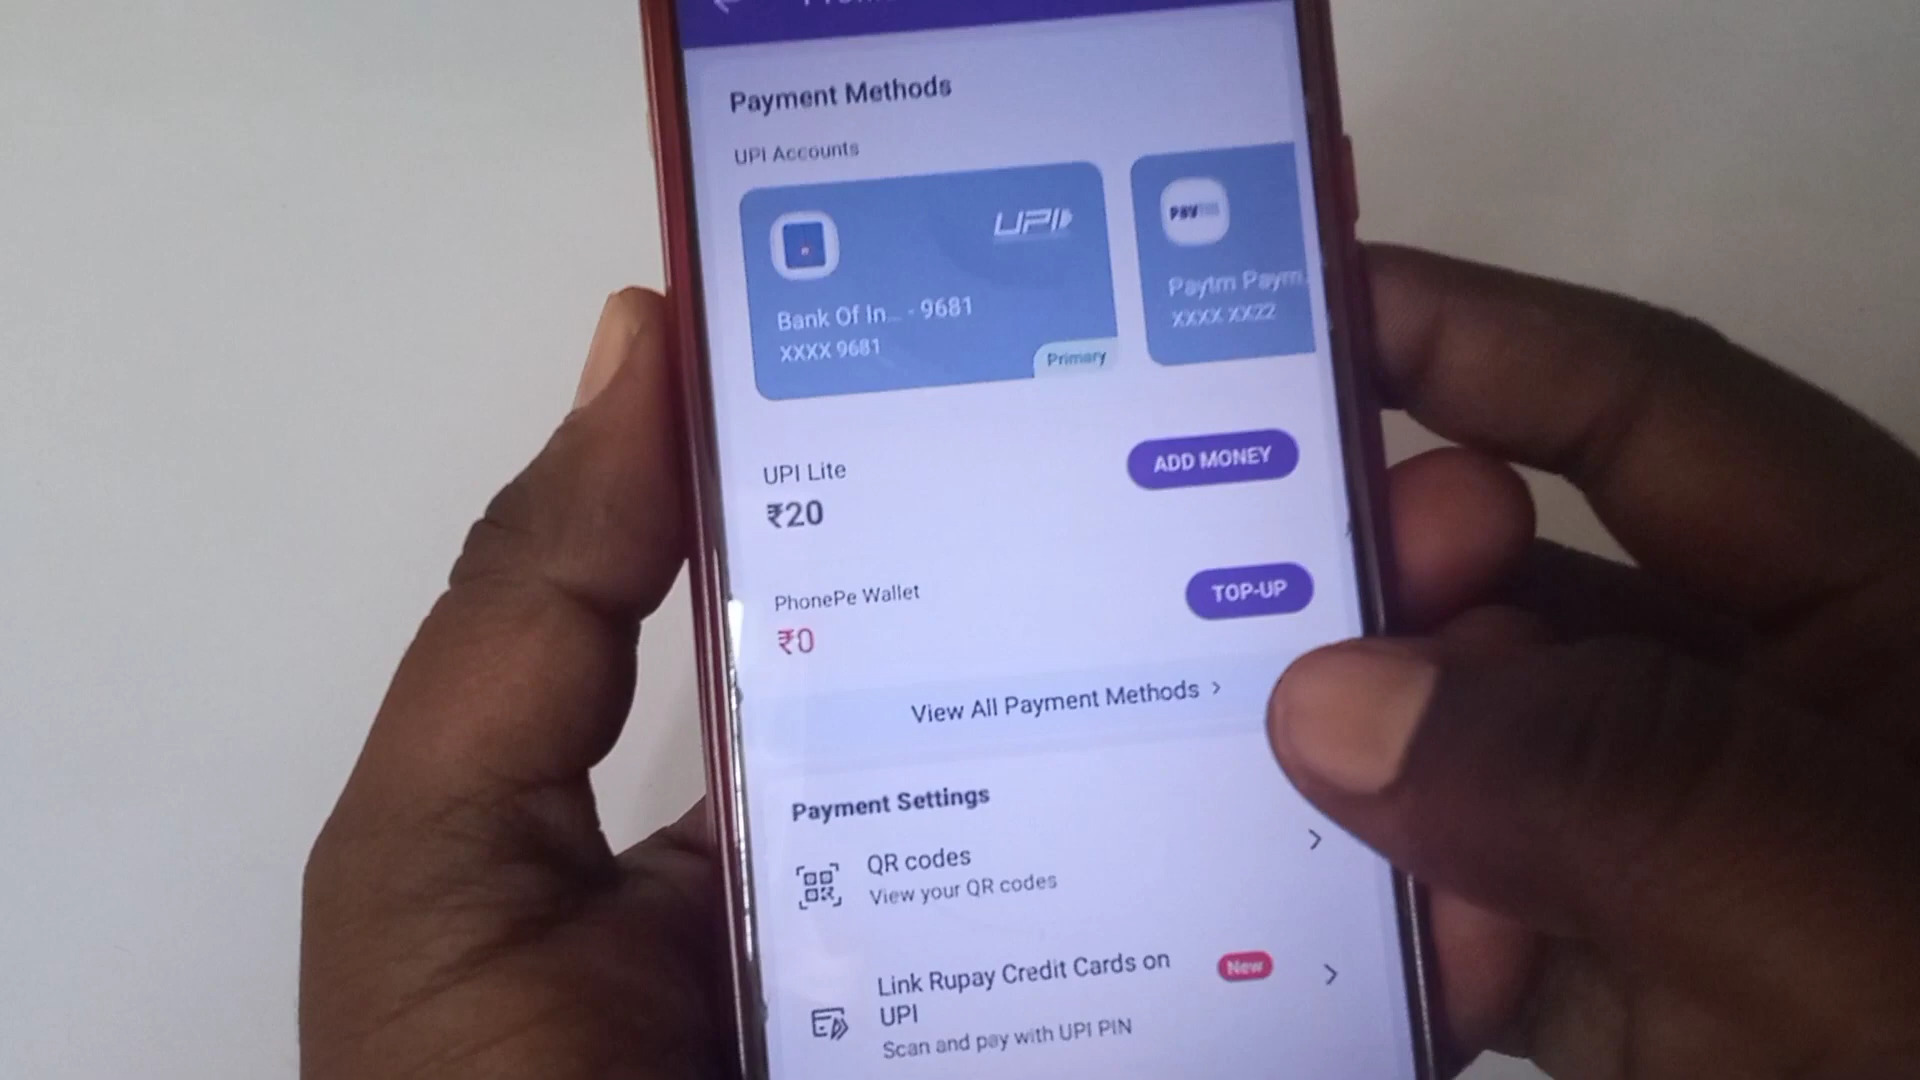 Payment Methods
UPI Accounts
UPI
Bank Of In... - 9681
XXXX 9681
Primary
Pay
Paytm Paym.
XXXX XX22
UPI Lite
₹20
ADD MONEY
PhonePe Wallet
₹0
TOP-UP
View All Payment Methods >
Payment Settings
QR codes
View your QR codes
Link Rupay Credit Cards on
UPI
New
Scan and pay with UPI PIN